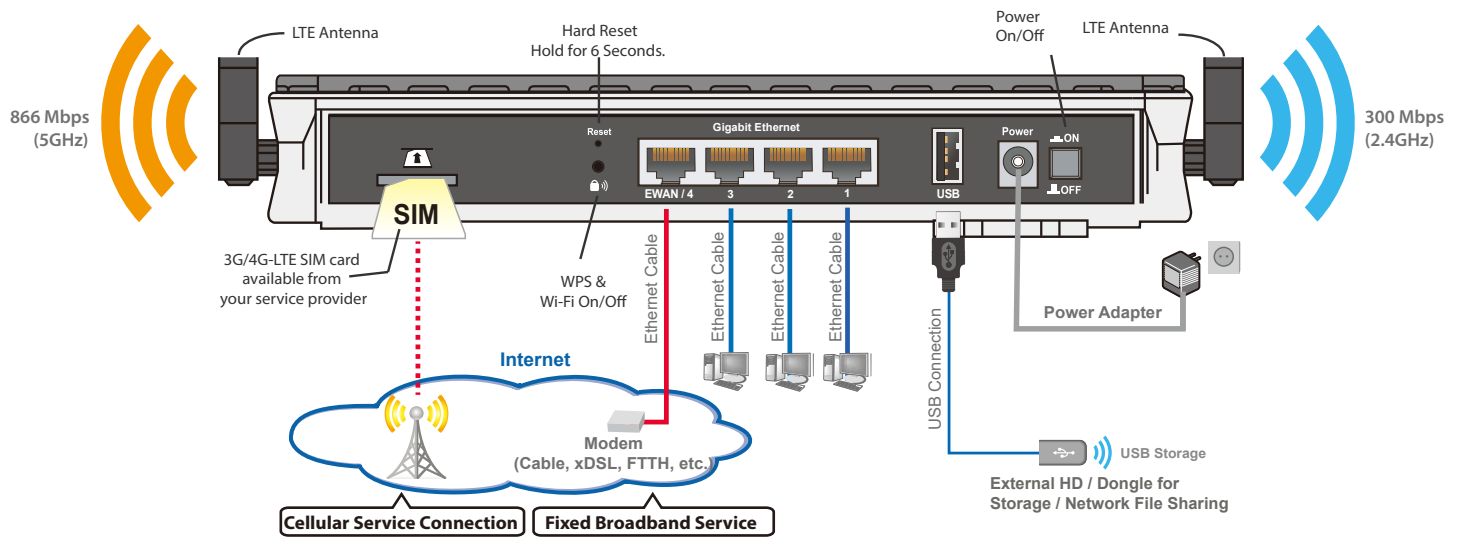 LTE Antenna
Hard Reset
Hold for 6 Seconds.
Power
On/Off
LTE Antenna
866 Mbps
(5GHz)
300 Mbps
(2.4GHz)
Reset
Gigabit Ethernet
Power
ON
OFF
EWAN / 4
3
2
1
USB
SIM
3G/4G-LTE SIM card
available from
your service provider
WPS &
Wi-Fi On/Off
Ethernet Cable
Ethernet Cable
Ethernet Cable
Ethernet Cable
USB Connection
Power Adapter
Internet
Modem
(Cable, xDSL, FTTH, etc.)
USB Storage
External HD / Dongle for
Storage / Network File Sharing
Cellular Service Connection
Fixed Broadband Service